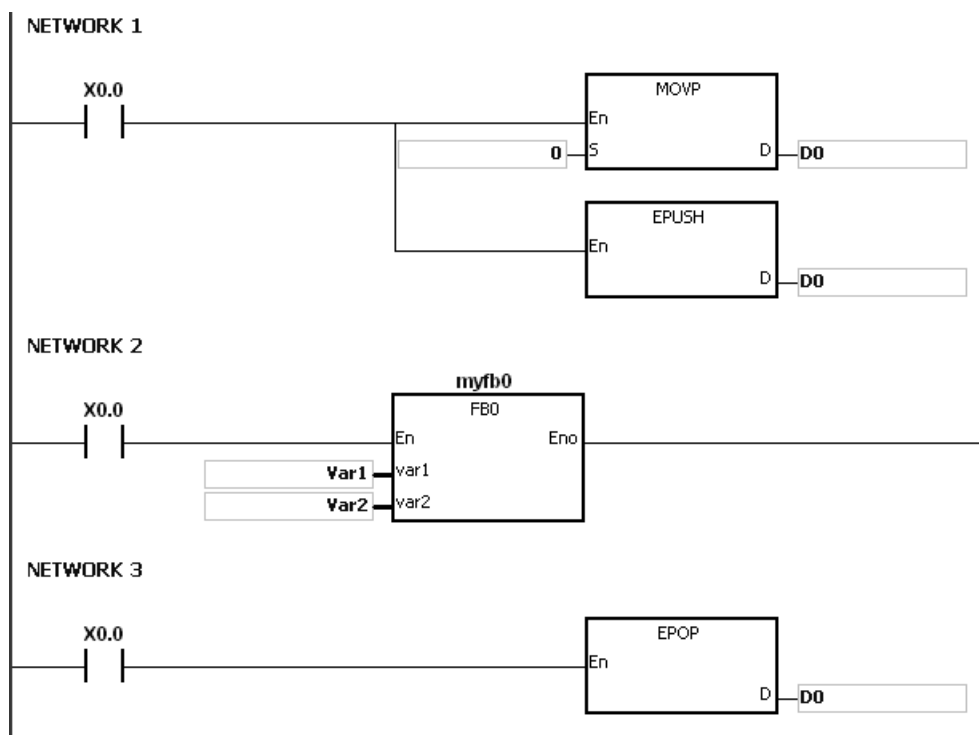 NETWORK 1
X0.0
MOVP
En
0 S D D0
EPUSH
En
D D0
NETWORK 2
myfb0
X0.0
FB0
En Eno
Var1 var1
Var2 var2
NETWORK 3
X0.0
EPOP
En
D D0